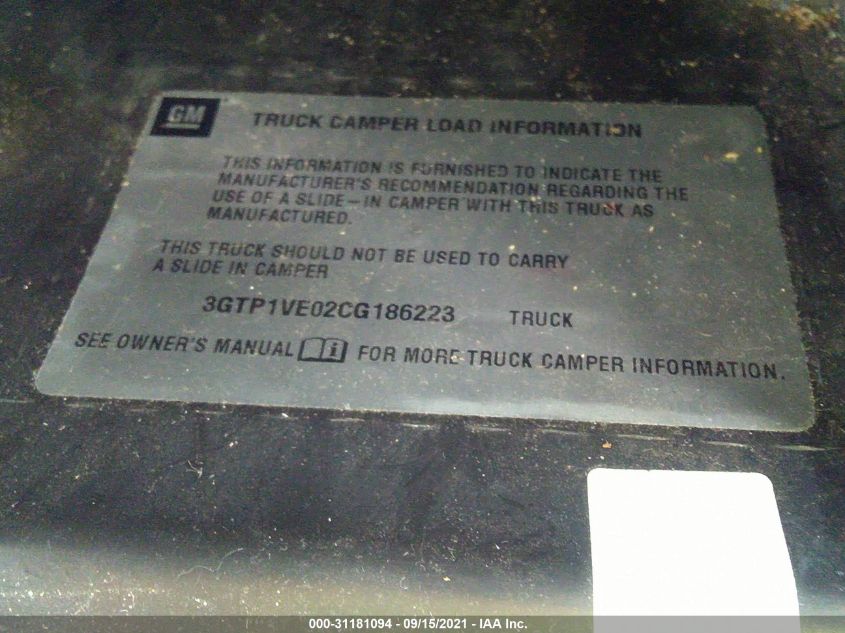 GM
TRUCK CAMPER LOAD INFORMATION
THIS INFORMATION IS FURNISHED TO INDICATE THE
MANUFACTURER'S RECOMMENDATION REGARDING THE
USE OF A SLIDE-IN CAMPER WITH THIS TRUCK AS
MANUFACTURED.
THIS TRUCK SHOULD NOT BE USED TO CARRY
A SLIDE IN CAMPER
3GTP1VE02CG186223 TRUCK
SEE OWNER'S MANUAL i FOR MORE TRUCK CAMPER INFORMATION.
000-31181094 - 09/15/2021 - IAA Inc.